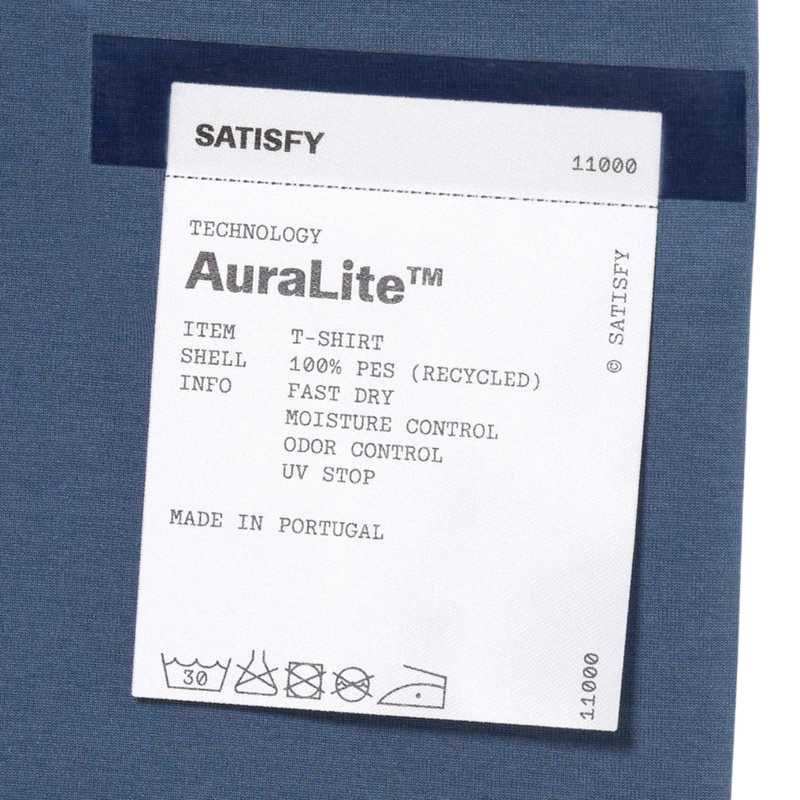 SATISFY
11000
TECHNOLOGY
AuraLite™
© SATISFY
ITEM T-SHIRT
SHELL 100% PES (RECYCLED)
INFO FAST DRY
MOISTURE CONTROL
ODOR CONTROL
UV STOP
MADE IN PORTUGAL
30
11000